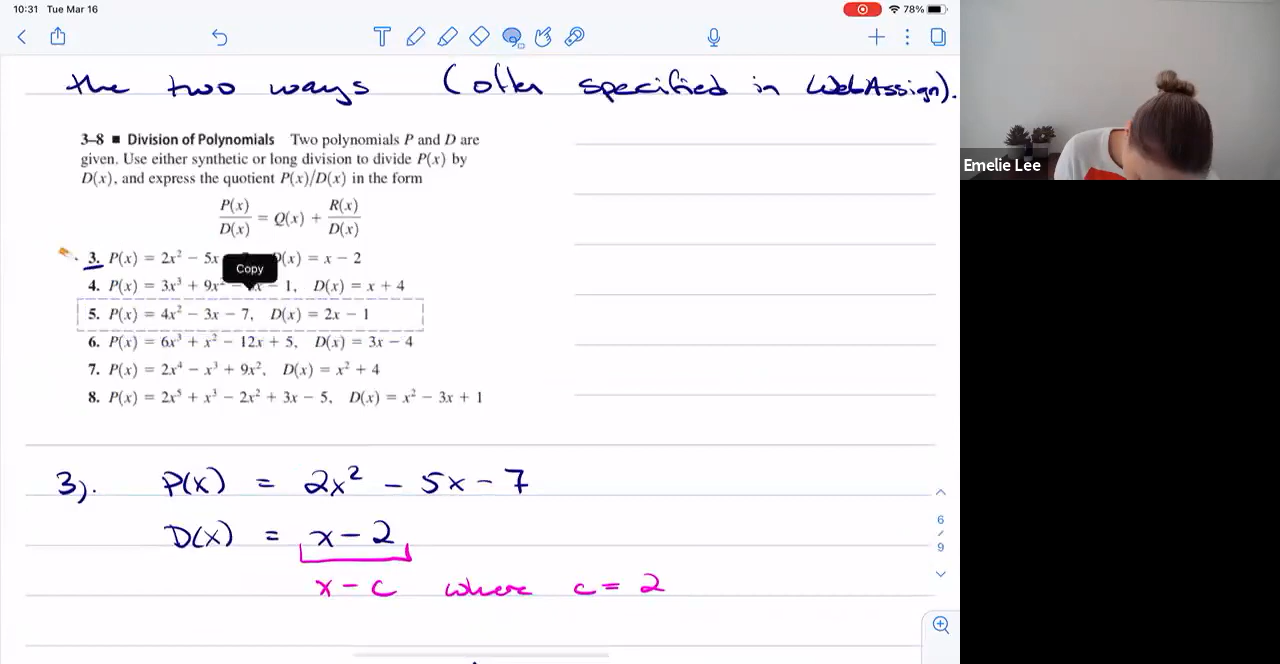 10:31 Tue Mar 16
78%
the two ways (often specified in WebAssign).
3–8 ■ Division of Polynomials Two polynomials P and D are
given. Use either synthetic or long division to divide P(x) by
D(x), and express the quotient P(x)/D(x) in the form
P(x)/D(x) = Q(x) + R(x)/D(x)
3. P(x) = 2x² − 5x (x) = x − 2
Copy
4. P(x) = 3x³ + 9x² − 1, D(x) = x + 4
5. P(x) = 4x² − 3x − 7, D(x) = 2x − 1
6. P(x) = 6x³ + x² − 12x + 5, D(x) = 3x − 4
7. P(x) = 2x⁴ − x³ + 9x², D(x) = x² + 4
8. P(x) = 2x⁵ + x³ − 2x² + 3x − 5, D(x) = x² − 3x + 1
3). P(x) = 2x² − 5x − 7
D(x) = x − 2
x − c where c = 2
6
/
9
Emelie Lee